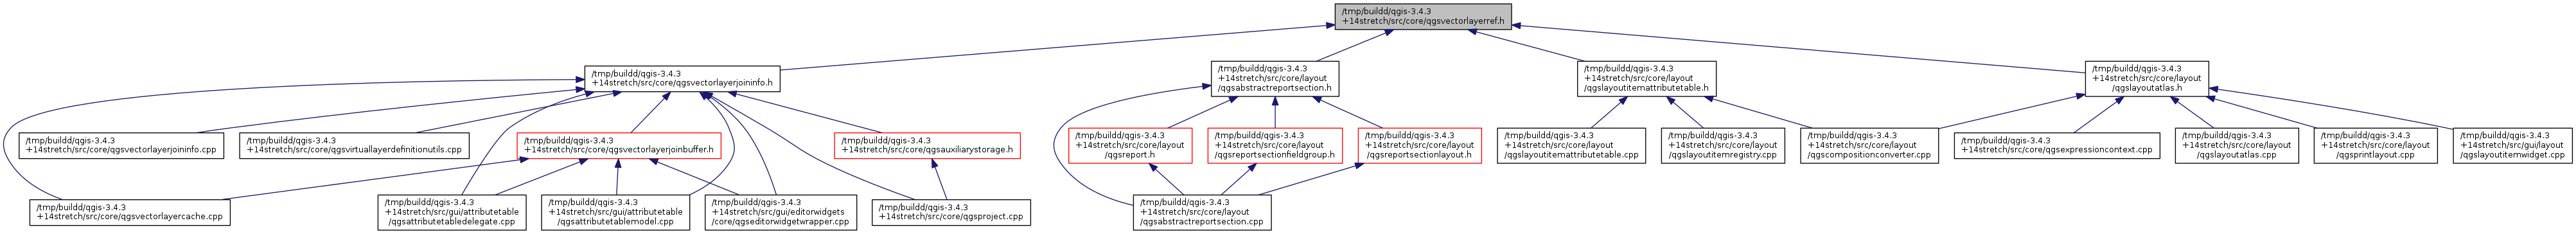 /tmp/buildd/qgis-3.4.3
+14stretch/src/core/qgsvectorlayerref.h
/tmp/buildd/qgis-3.4.3
+14stretch/src/core/qgsvectorlayerjoininfo.h
/tmp/buildd/qgis-3.4.3
+14stretch/src/core/layout
/qgsabstractreportsection.h
/tmp/buildd/qgis-3.4.3
+14stretch/src/core/layout
/qgslayoutitemattributetable.h
/tmp/buildd/qgis-3.4.3
+14stretch/src/core/layout
/qgslayoutatlas.h
/tmp/buildd/qgis-3.4.3
+14stretch/src/core/qgsvectorlayerjoininfo.cpp
/tmp/buildd/qgis-3.4.3
+14stretch/src/core/qgsvirtuallayerdefinitionutils.cpp
/tmp/buildd/qgis-3.4.3
+14stretch/src/core/qgsvectorlayerjoinbuffer.h
/tmp/buildd/qgis-3.4.3
+14stretch/src/core/qgsauxiliarystorage.h
/tmp/buildd/qgis-3.4.3
+14stretch/src/core/layout
/qgsreport.h
/tmp/buildd/qgis-3.4.3
+14stretch/src/core/layout
/qgsreportsectionfieldgroup.h
/tmp/buildd/qgis-3.4.3
+14stretch/src/core/layout
/qgsreportsectionlayout.h
/tmp/buildd/qgis-3.4.3
+14stretch/src/core/layout
/qgslayoutitemattributetable.cpp
/tmp/buildd/qgis-3.4.3
+14stretch/src/core/layout
/qgslayoutitemregistry.cpp
/tmp/buildd/qgis-3.4.3
+14stretch/src/core/layout
/qgscompositionconverter.cpp
/tmp/buildd/qgis-3.4.3
+14stretch/src/core/qgsexpressioncontext.cpp
/tmp/buildd/qgis-3.4.3
+14stretch/src/core/layout
/qgslayoutatlas.cpp
/tmp/buildd/qgis-3.4.3
+14stretch/src/core/layout
/qgsprintlayout.cpp
/tmp/buildd/qgis-3.4.3
+14stretch/src/gui/layout
/qgslayoutitemwidget.cpp
/tmp/buildd/qgis-3.4.3
+14stretch/src/core/qgsvectorlayercache.cpp
/tmp/buildd/qgis-3.4.3
+14stretch/src/gui/attributetable
/qgsattributetabledelegate.cpp
/tmp/buildd/qgis-3.4.3
+14stretch/src/gui/attributetable
/qgsattributetablemodel.cpp
/tmp/buildd/qgis-3.4.3
+14stretch/src/gui/editorwidgets
/core/qgseditorwidgetwrapper.cpp
/tmp/buildd/qgis-3.4.3
+14stretch/src/core/qgsproject.cpp
/tmp/buildd/qgis-3.4.3
+14stretch/src/core/layout
/qgsabstractreportsection.cpp